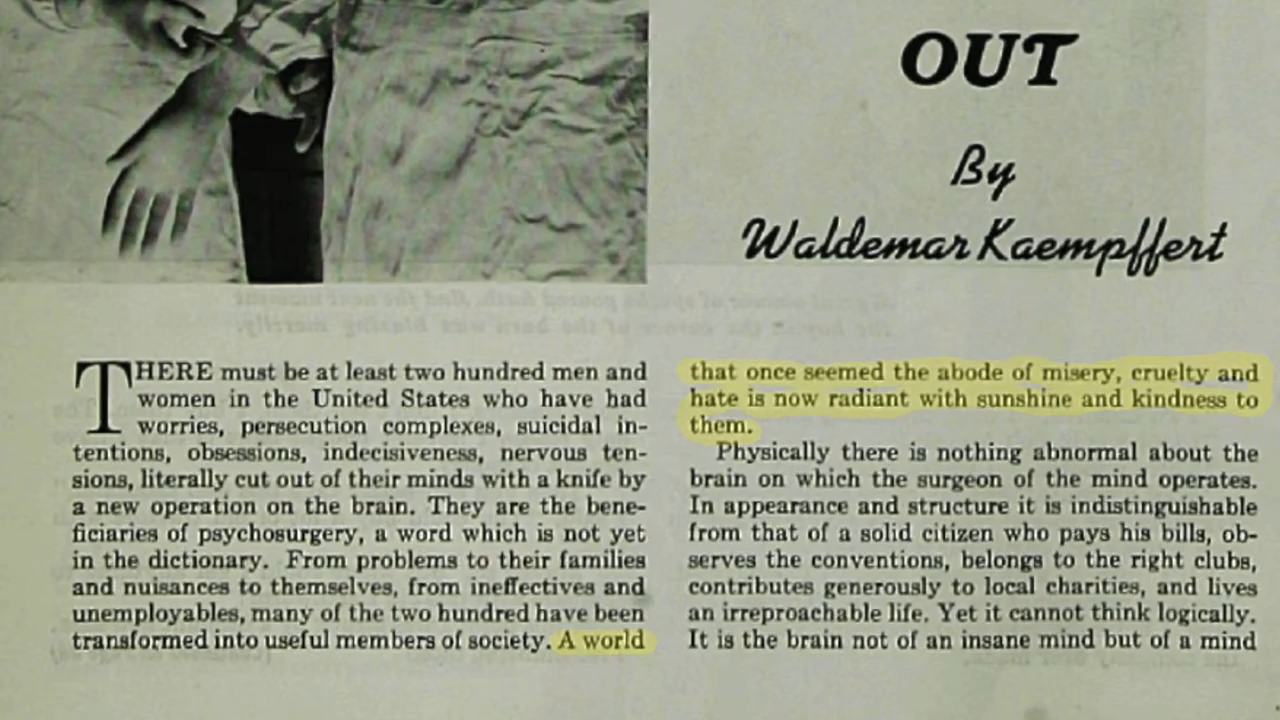 OUT
By
Waldemar Kaempffert
THERE must be at least two hundred men and
women in the United States who have had
worries, persecution complexes, suicidal in-
tentions, obsessions, indecisiveness, nervous ten-
sions, literally cut out of their minds with a knife by
a new operation on the brain. They are the bene-
ficiaries of psychosurgery, a word which is not yet
in the dictionary. From problems to their families
and nuisances to themselves, from ineffectives and
unemployables, many of the two hundred have been
transformed into useful members of society. A world
that once seemed the abode of misery, cruelty and
hate is now radiant with sunshine and kindness to
them.
Physically there is nothing abnormal about the
brain on which the surgeon of the mind operates.
In appearance and structure it is indistinguishable
from that of a solid citizen who pays his bills, ob-
serves the conventions, belongs to the right clubs,
contributes generously to local charities, and lives
an irreproachable life. Yet it cannot think logically.
It is the brain not of an insane mind but of a mind